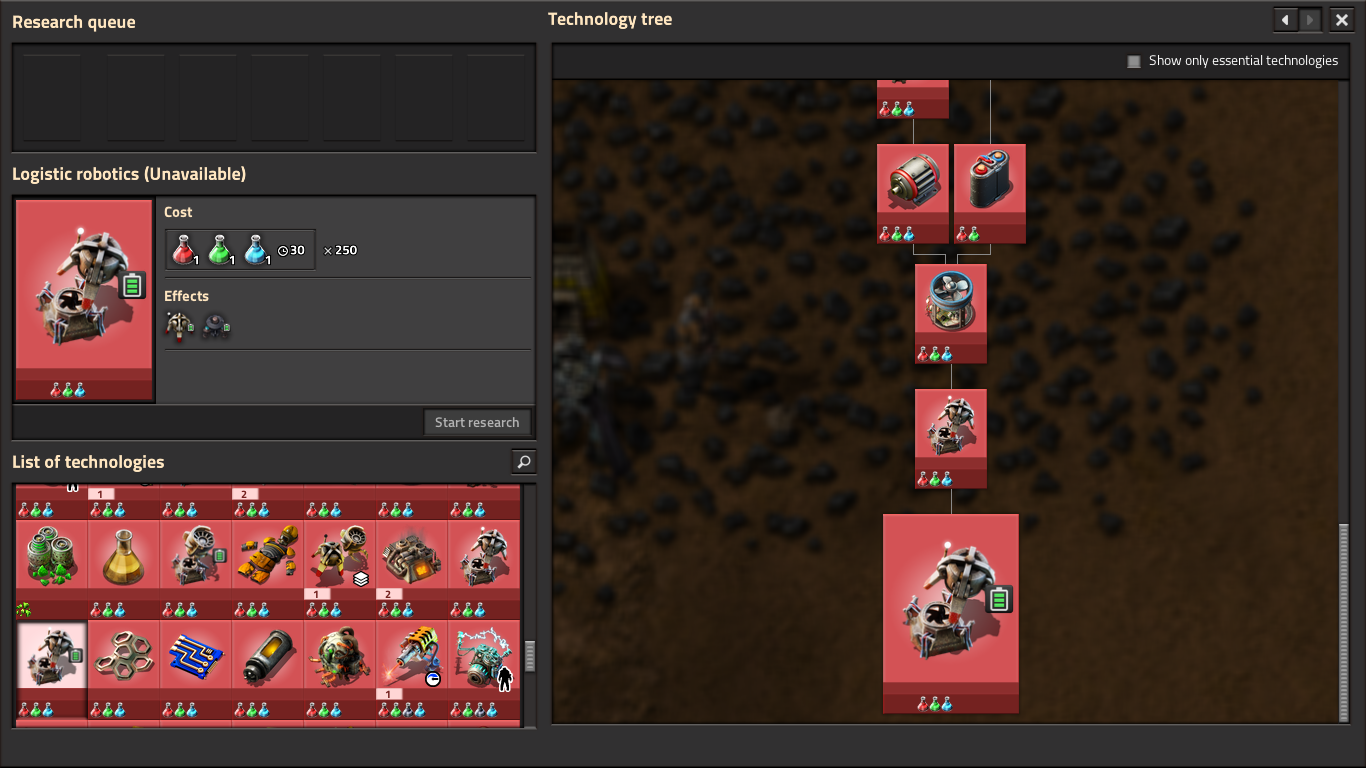 Research queue
Technology tree
Show only essential technologies
Logistic robotics (Unavailable)
Cost
1 1 1 30 × 250
Effects
Start research
List of technologies
1 2
1 2
1